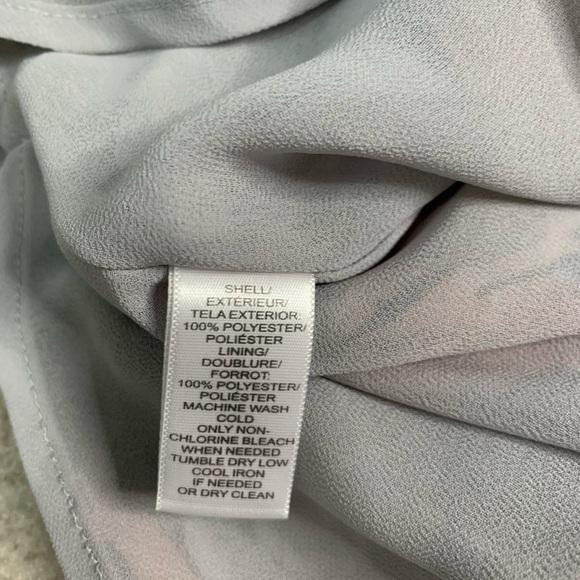 SHELL/
EXTÉRIEUR/
TELA EXTERIOR:
100% POLYESTER/
POLIÉSTER
LINING/
DOUBLURE/
FORROT:
100% POLYESTER/
POLIÉSTER
MACHINE WASH
COLD
ONLY NON-
CHLORINE BLEACH
WHEN NEEDED
TUMBLE DRY LOW
COOL IRON
IF NEEDED
OR DRY CLEAN